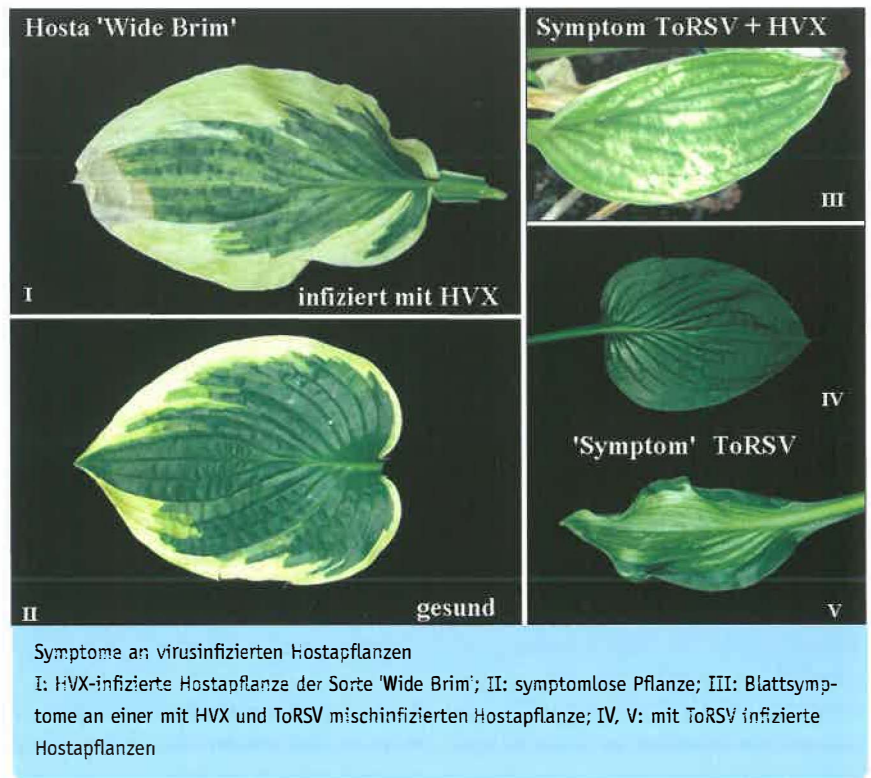 Hosta 'Wide Brim'
I
infiziert mit HVX
II
gesund
Symptom ToRSV + HVX
III
IV
'Symptom' ToRSV
V
Symptome an virusinfizierten Hostapflanzen
I: HVX-infizierte Hostapflanze der Sorte 'Wide Brim'; II: symptomlose Pflanze; III: Blattsymp-
tome an einer mit HVX und ToRSV mischinfizierten Hostapflanze; IV, V: mit ToRSV infizierte
Hostapflanzen